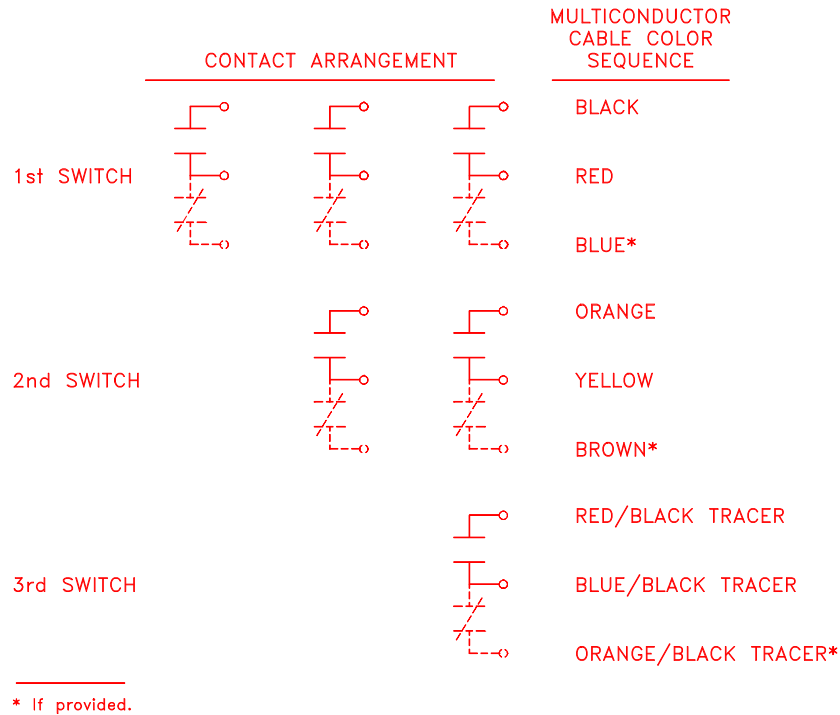 MULTICONDUCTOR
CABLE COLOR
CONTACT ARRANGEMENT
SEQUENCE
BLACK
1st SWITCH
RED
BLUE*
ORANGE
2nd SWITCH
YELLOW
BROWN*
RED/BLACK TRACER
3rd SWITCH
BLUE/BLACK TRACER
ORANGE/BLACK TRACER*
* If provided.